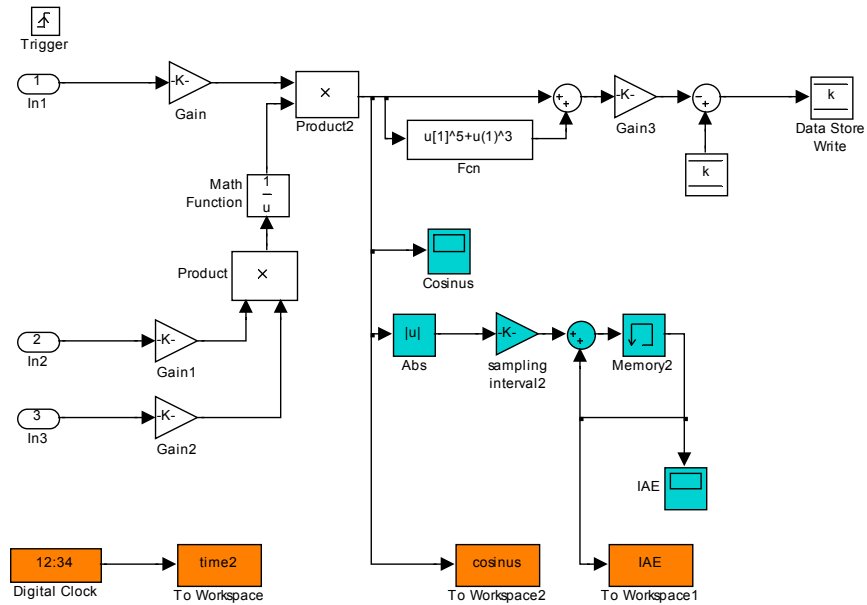 Trigger
1
In1
-K-
Gain
×
Product2
+
+
-K-
Gain3
-
+
k
Data Store
Write
u[1]^5+u(1)^3
Fcn
k
Math
Function
1
u
Product
×
Cosinus
2
In2
-K-
Gain1
|u|
Abs
-K-
sampling
interval2
+
+
Memory2
3
In3
-K-
Gain2
IAE
12:34
Digital Clock
time2
To Workspace
cosinus
To Workspace2
IAE
To Workspace1